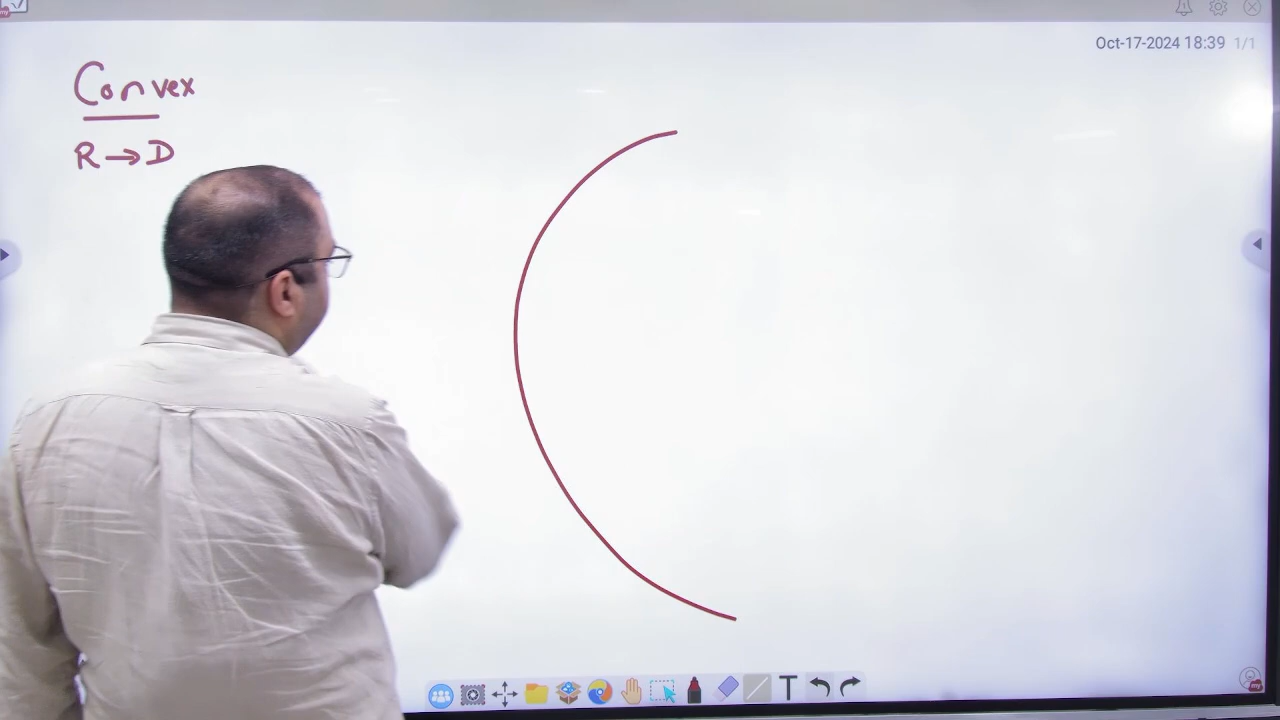 Oct-17-2024 18:39 1/1
Convex
R → D